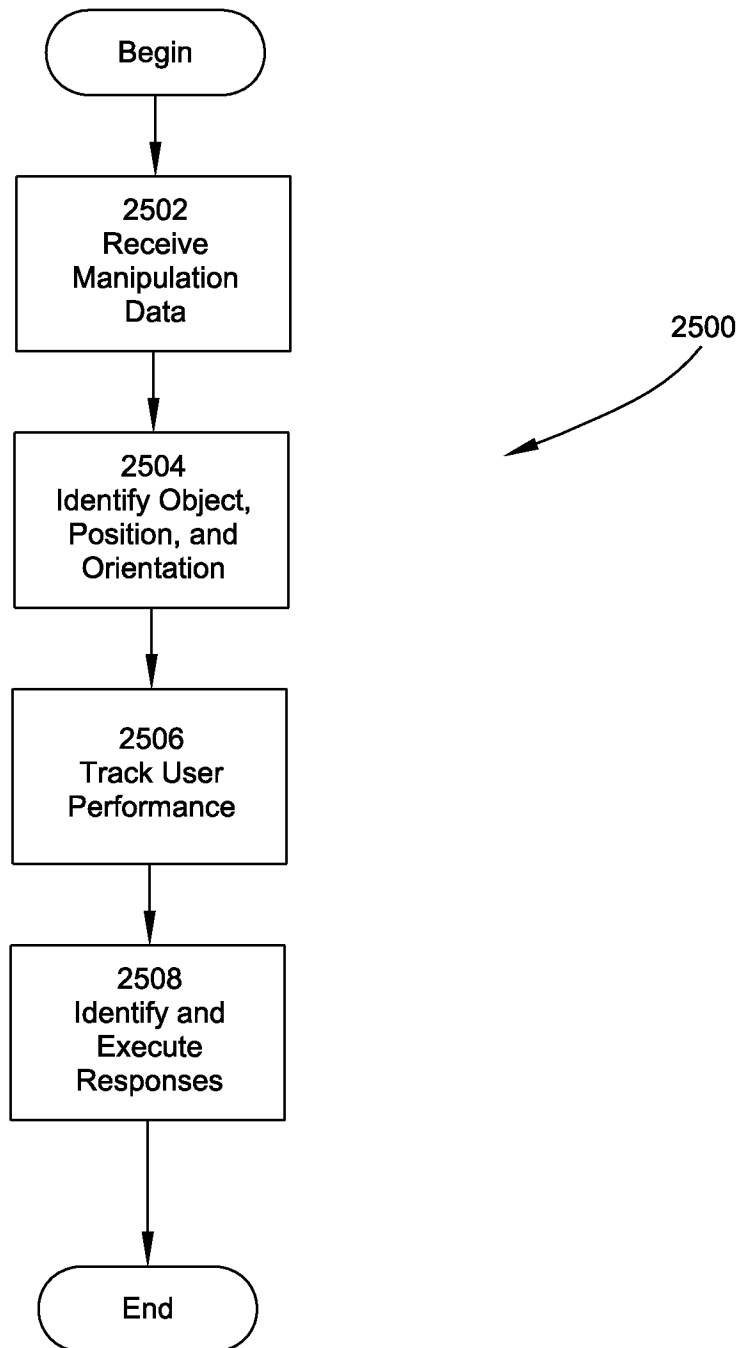 Begin
2502
Receive
Manipulation
Data
2500
2504
Identify Object,
Position, and
Orientation
2506
Track User
Performance
2508
Identify and
Execute
Responses
End